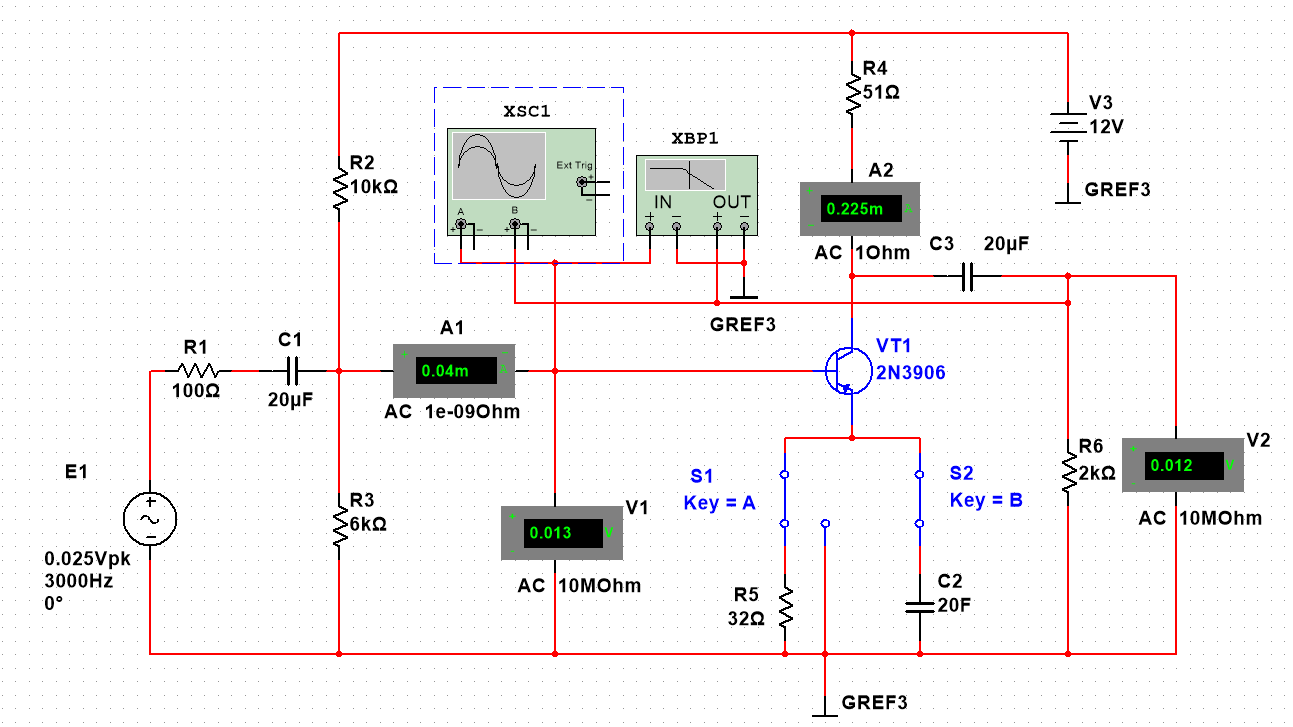 R4
51Ω
V3
12V
XSC1
Ext Trig
A
B
XBP1
IN
OUT
A2
0.225m
A
AC 1Ohm
GREF3
R2
10kΩ
C3
20µF
GREF3
A1
0.04m
A
AC 1e-09Ohm
R1
100Ω
C1
20µF
VT1
2N3906
E1
0.025Vpk
3000Hz
0°
R3
6kΩ
V1
0.013
V
AC 10MOhm
S1
Key = A
S2
Key = B
R6
2kΩ
V2
0.012
V
AC 10MOhm
R5
32Ω
C2
20F
GREF3